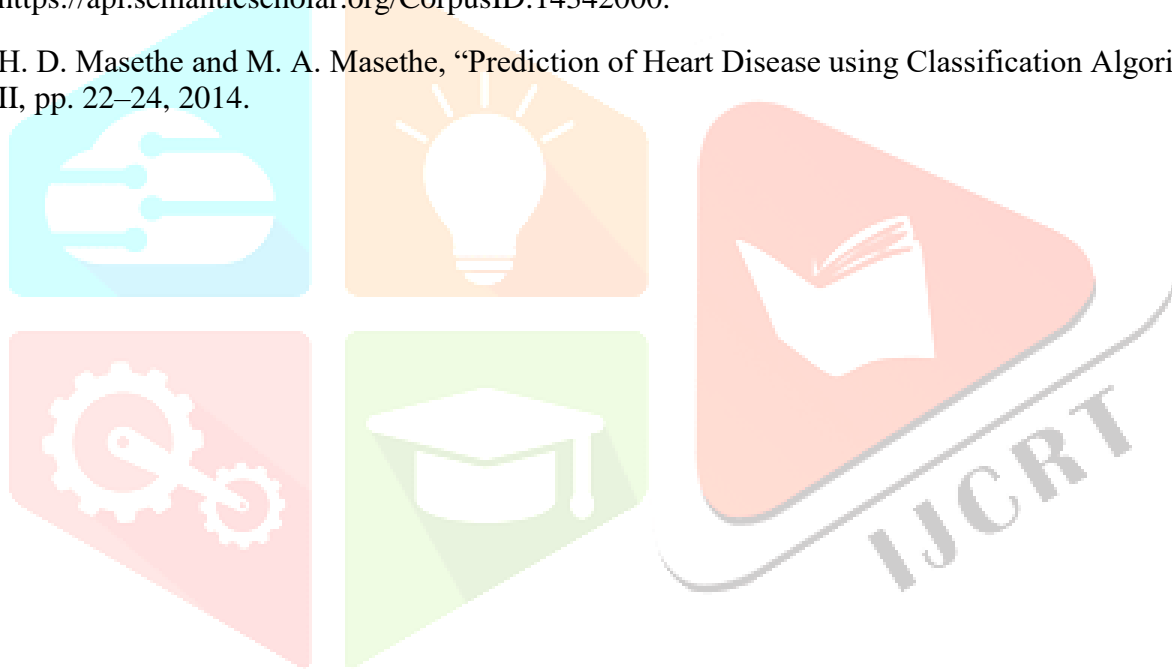 https://api.semanticscholar.org/CorpusID:14542000.
H. D. Masethe and M. A. Masethe, “Prediction of Heart Disease using Classification Algori
II, pp. 22–24, 2014.
IJCRT